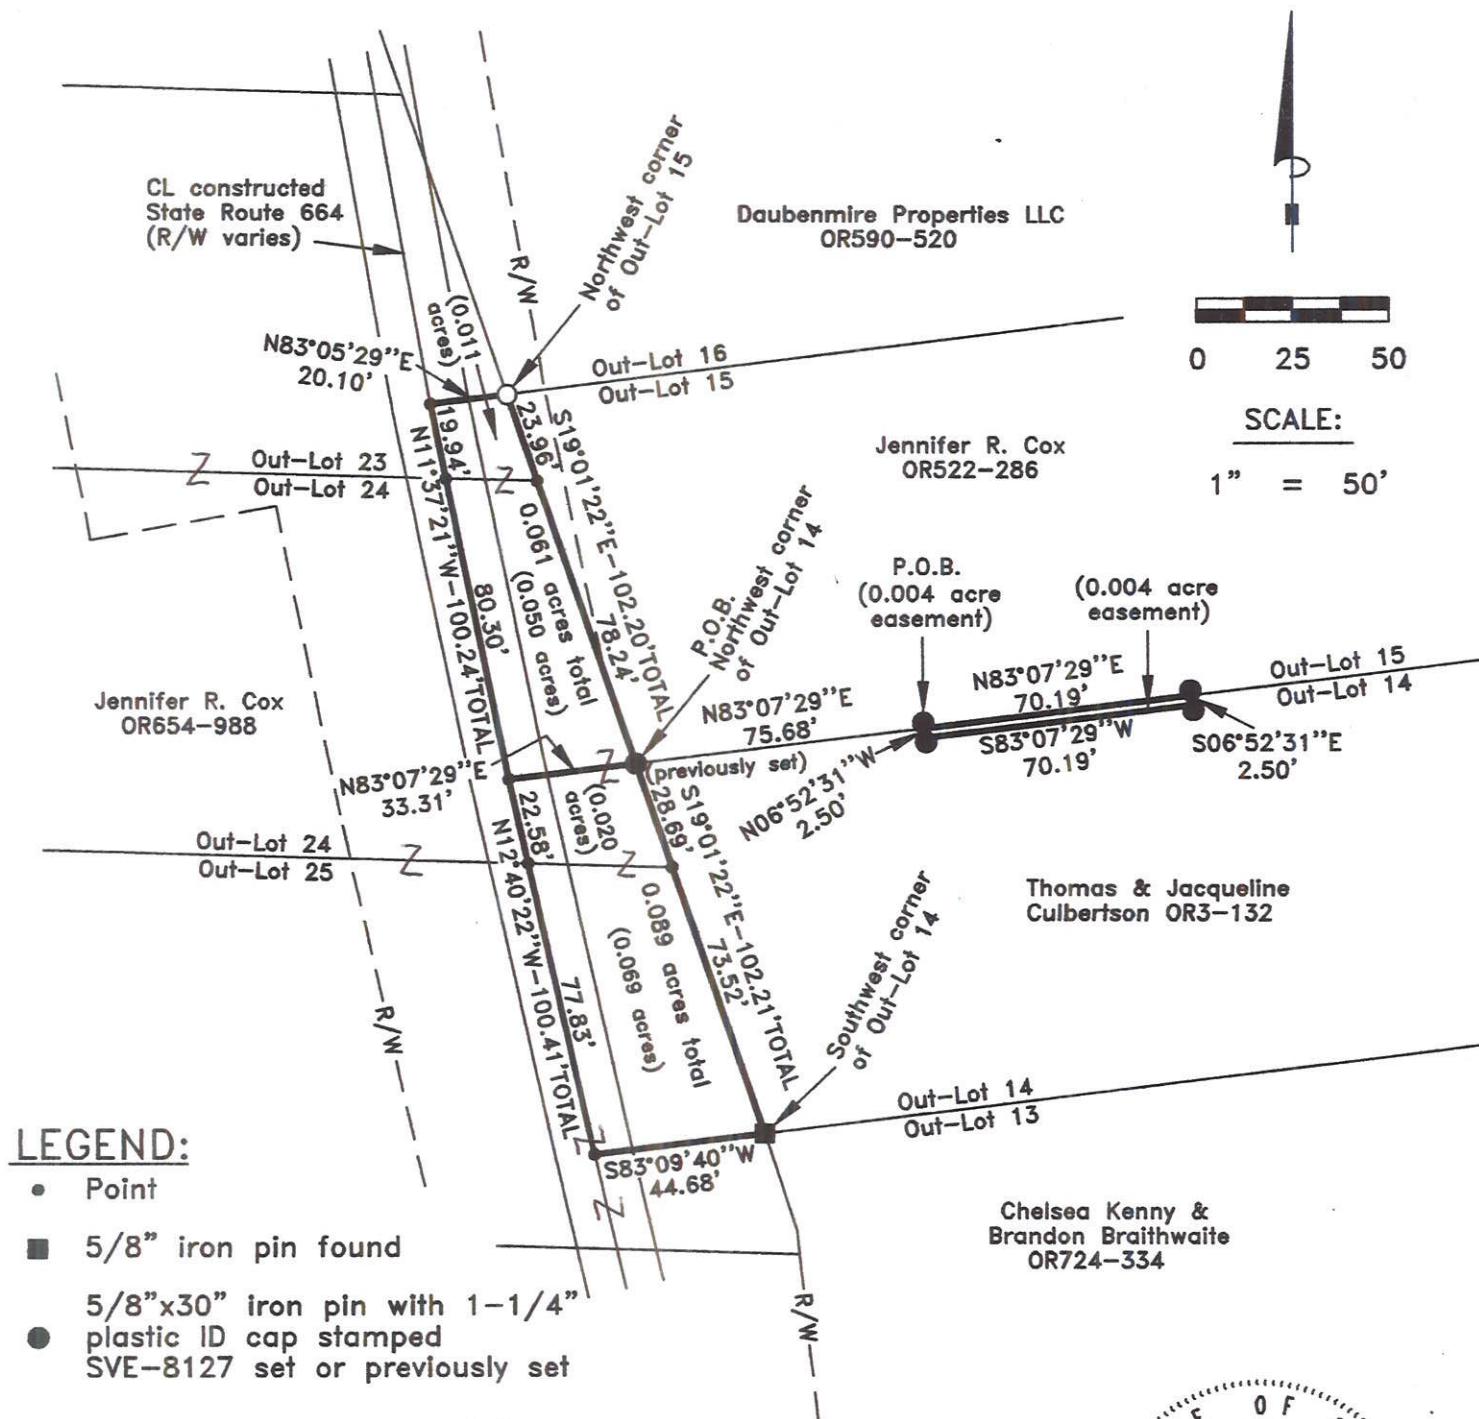 CL constructed
State Route 664
(R/W varies)
R/W
Northwest corner
of Out-Lot 15
Daubenmire Properties LLC
OR590-520
0 25 50
SCALE:
1" = 50'
(0.011
acres)
N83°05'29"E
20.10'
Out-Lot 16
Out-Lot 15
19.94'
23.96'
Out-Lot 23
Out-Lot 24
Jennifer R. Cox
OR522-286
N11°37'21"W-100.24'TOTAL
80.30'
0.061 acres total
(0.050 acres)
S19°01'22"E-102.20'TOTAL
78.24'
P.O.B.
Northwest corner
of Out-Lot 14
P.O.B.
(0.004 acre
easement)
(0.004 acre
easement)
Jennifer R. Cox
OR654-988
N83°07'29"E
75.68'
(previously set)
N83°07'29"E
70.19'
S83°07'29"W
70.19'
Out-Lot 15
Out-Lot 14
N06°52'31"W
2.50'
S06°52'31"E
2.50'
N83°07'29"E
33.31'
22.58'
(0.020
acres)
28.69'
Out-Lot 24
Out-Lot 25
Thomas & Jacqueline
Culbertson OR3-132
N12°40'22"W-100.41'TOTAL
77.83'
0.089 acres total
(0.069 acres)
S19°01'22"E-102.21'TOTAL
73.52'
Southwest corner
of Out-Lot 14
R/W
Out-Lot 14
Out-Lot 13
S83°09'40"W
44.68'
Chelsea Kenny &
Brandon Braithwaite
OR724-334
R/W
LEGEND:
Point
5/8" iron pin found
5/8"x30" iron pin with 1-1/4"
plastic ID cap stamped
SVE-8127 set or previously set
E OF